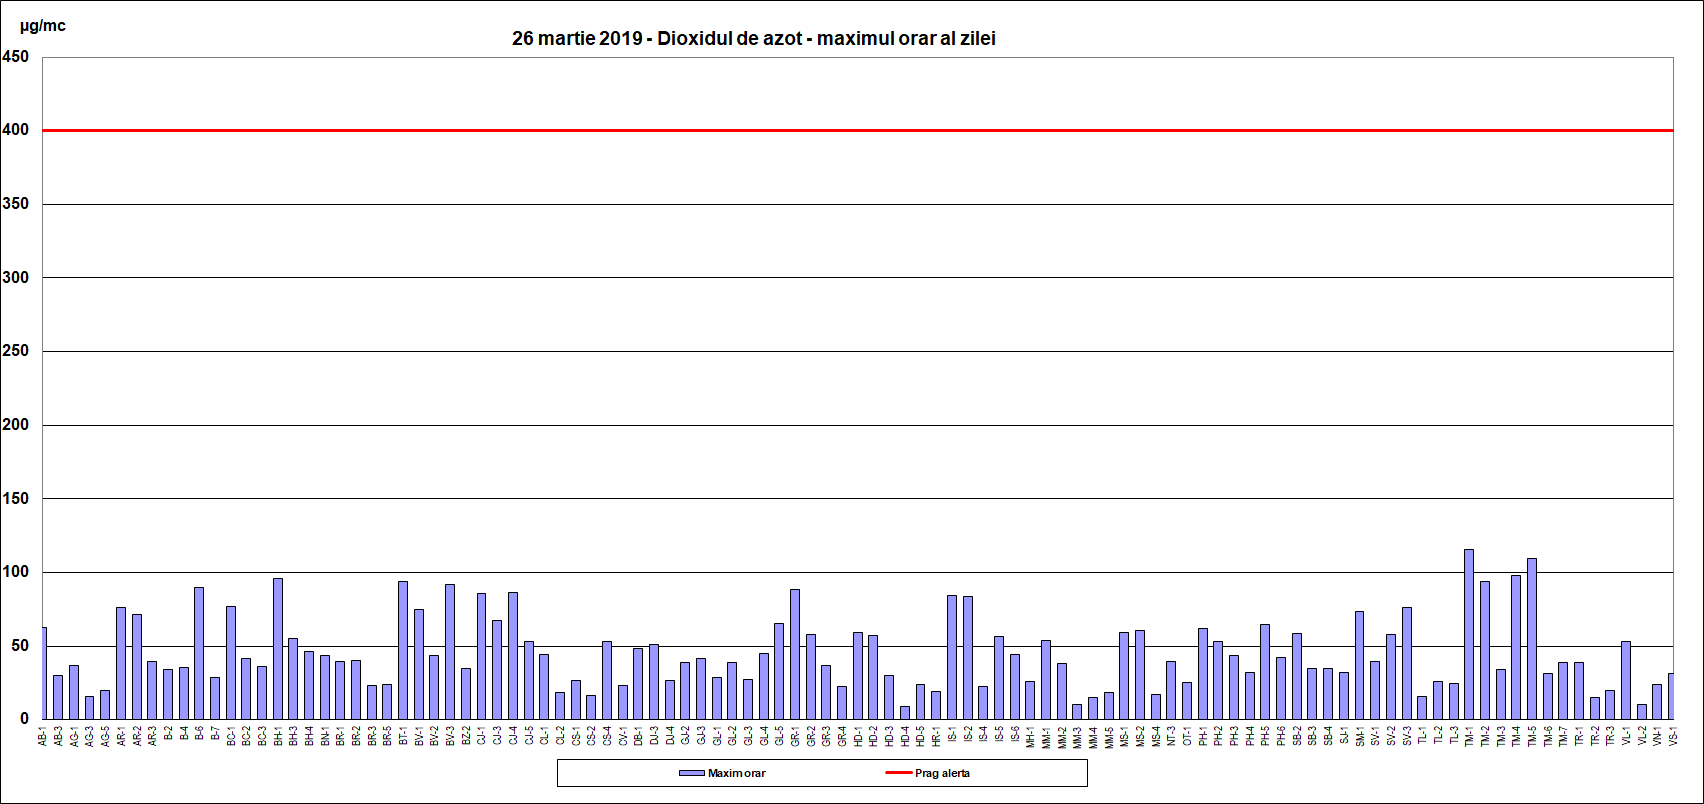 µg/mc
26 martie 2019 - Dioxidul de azot - maximul orar al zilei
450
400
350
300
250
200
150
100
50
0
AB-1 AB-3 AG-1 AG-3 AG-5 AR-1 AR-2 AR-3 B-2 B-4 B-6 B-7 BC-1 BC-2 BC-3 BH-1 BH-3 BH-4 BN-1 BR-1 BR-2 BR-3 BR-5 BT-1 BV-1 BV-2 BV-3 BZ-2 CJ-1 CJ-3 CJ-4 CJ-5 CL-1 CL-2 CS-1 CS-2 CS-4 CV-1 DB-1 DJ-3 DJ-4 GJ-2 GJ-3 GL-1 GL-2 GL-3 GL-4 GL-5 GR-1 GR-2 GR-3 GR-4 HD-1 HD-2 HD-3 HD-4 HD-5 HR-1 IS-1 IS-2 IS-4 IS-5 IS-6 MH-1 MM-1 MM-2 MM-3 MM-4 MM-5 MS-1 MS-2 MS-4 NT-3 OT-1 PH-1 PH-2 PH-3 PH-4 PH-5 PH-6 SB-2 SB-3 SB-4 SJ-1 SM-1 SV-1 SV-2 SV-3 TL-1 TL-2 TL-3 TM-1 TM-2 TM-3 TM-4 TM-5 TM-6 TM-7 TR-1 TR-2 TR-3 VL-1 VL-2 VN-1 VS-1
Maxim orar Prag alerta